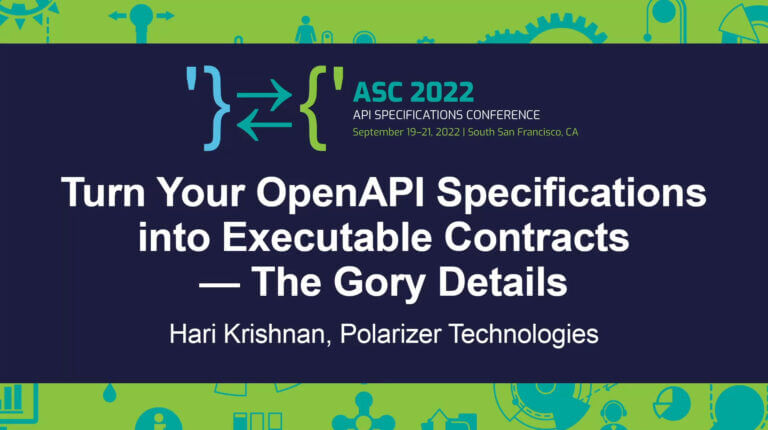 '} {'
ASC 2022
API SPECIFICATIONS CONFERENCE
September 19–21, 2022 | South San Francisco, CA
Turn Your OpenAPI Specifications
into Executable Contracts
— The Gory Details
Hari Krishnan, Polarizer Technologies